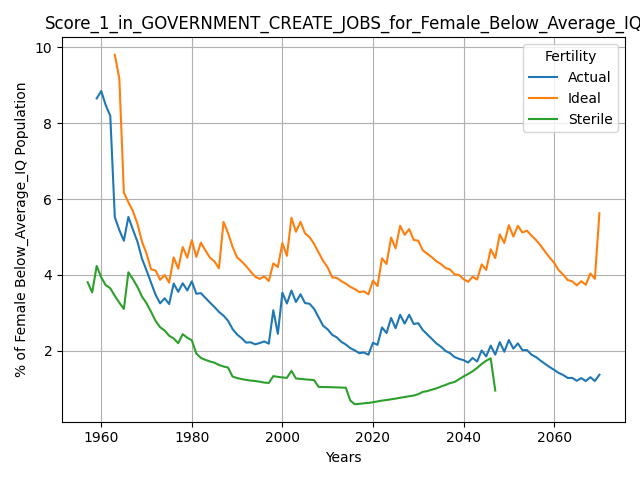 Score_1_in_GOVERNMENT_CREATE_JOBS_for_Female_Below_Average_IQ
Fertility
Actual
Ideal
Sterile
% of Female Below_Average_IQ Population
10
8
6
4
2
1960 1980 2000 2020 2040 2060
Years